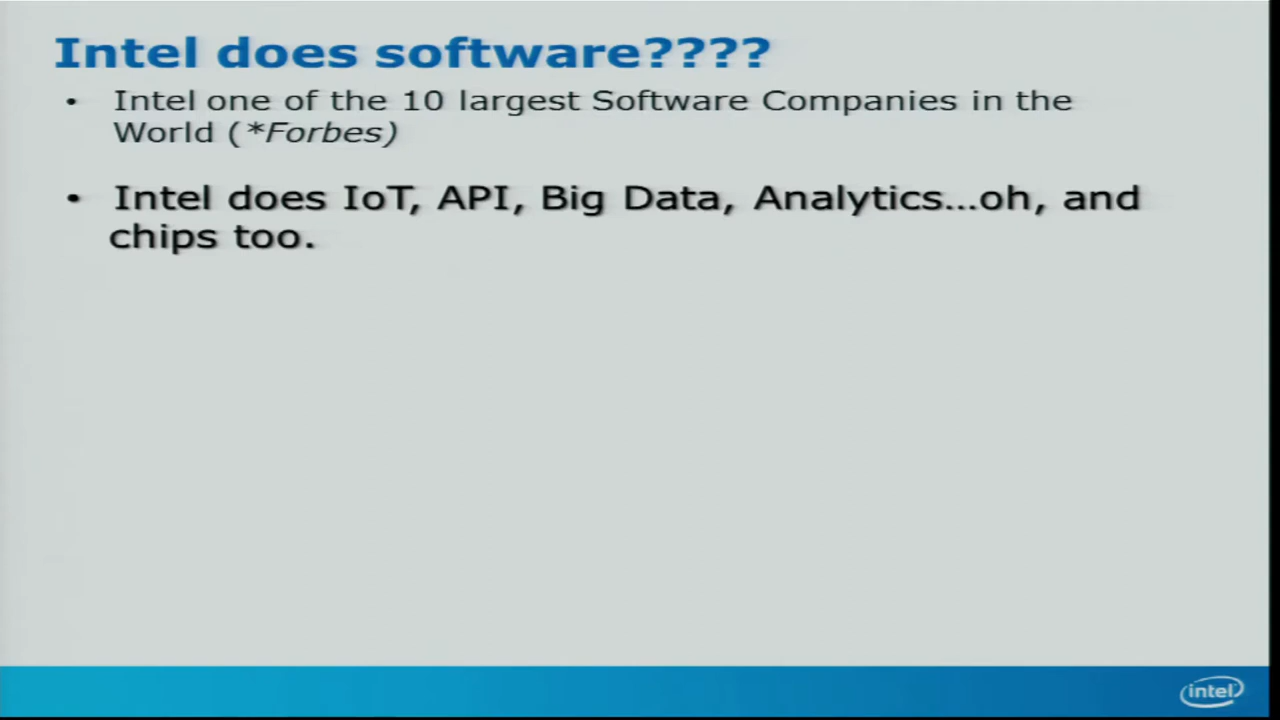 Intel does software????
• Intel one of the 10 largest Software Companies in the
World (*Forbes)
• Intel does IoT, API, Big Data, Analytics...oh, and
chips too.
intel